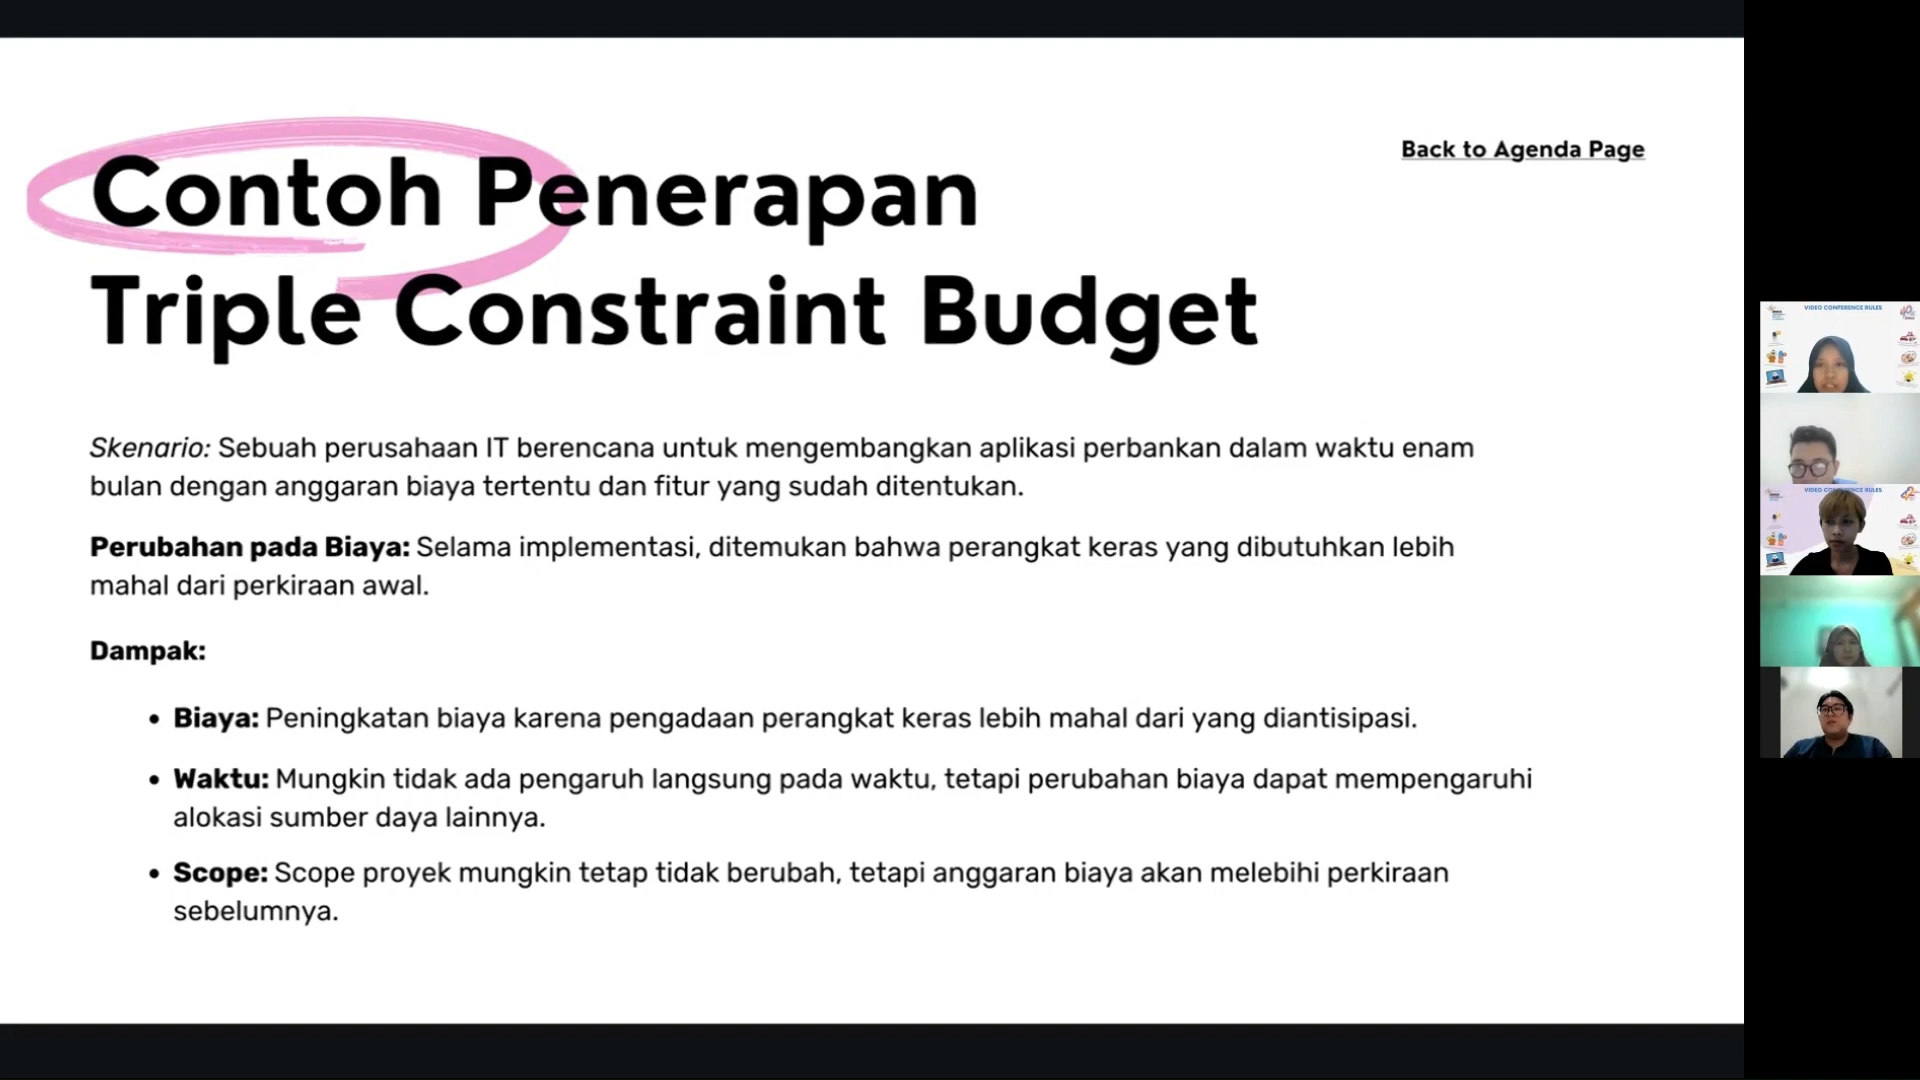 Back to Agenda Page
Contoh Penerapan
Triple Constraint Budget
Skenario: Sebuah perusahaan IT berencana untuk mengembangkan aplikasi perbankan dalam waktu enam
bulan dengan anggaran biaya tertentu dan fitur yang sudah ditentukan.
Perubahan pada Biaya: Selama implementasi, ditemukan bahwa perangkat keras yang dibutuhkan lebih
mahal dari perkiraan awal.
Dampak:
• Biaya: Peningkatan biaya karena pengadaan perangkat keras lebih mahal dari yang diantisipasi.
• Waktu: Mungkin tidak ada pengaruh langsung pada waktu, tetapi perubahan biaya dapat mempengaruhi
alokasi sumber daya lainnya.
• Scope: Scope proyek mungkin tetap tidak berubah, tetapi anggaran biaya akan melebihi perkiraan
sebelumnya.
VIDEO CONFERENCE RULES